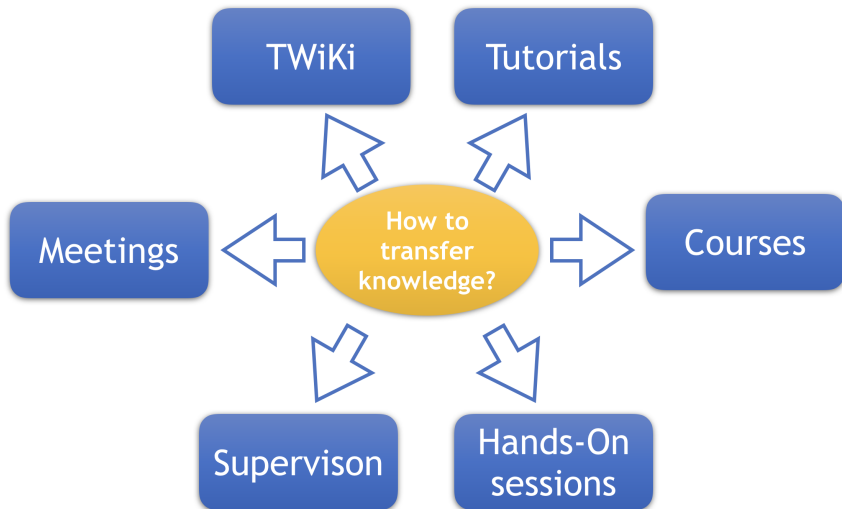 TWiKi
Tutorials
Meetings
How to
transfer
knowledge?
Courses
Supervison
Hands-On
sessions